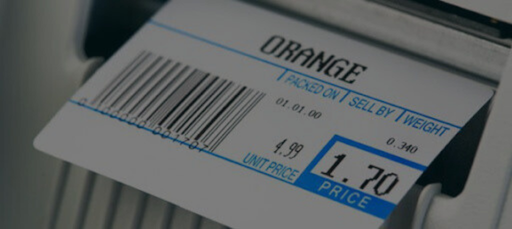 ORANGE
PACKED ON SELL BY WEIGHT
01.01.00 0.340
4.99 1.70
UNIT PRICE PRICE